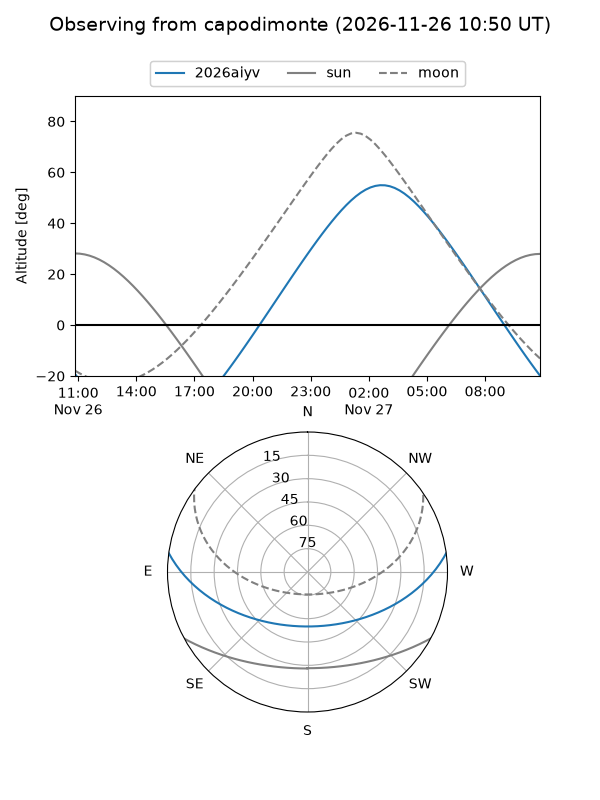 Observing from capodimonte (2026-11-26 10:50 UT)
2026aiyv sun moon
Altitude [deg]
80
60
40
20
0
−20
11:00 14:00 17:00 20:00 23:00 02:00 05:00 08:00
Nov 26 Nov 27
N
NE NW
15
30
45
60
75
E W
SE SW
S